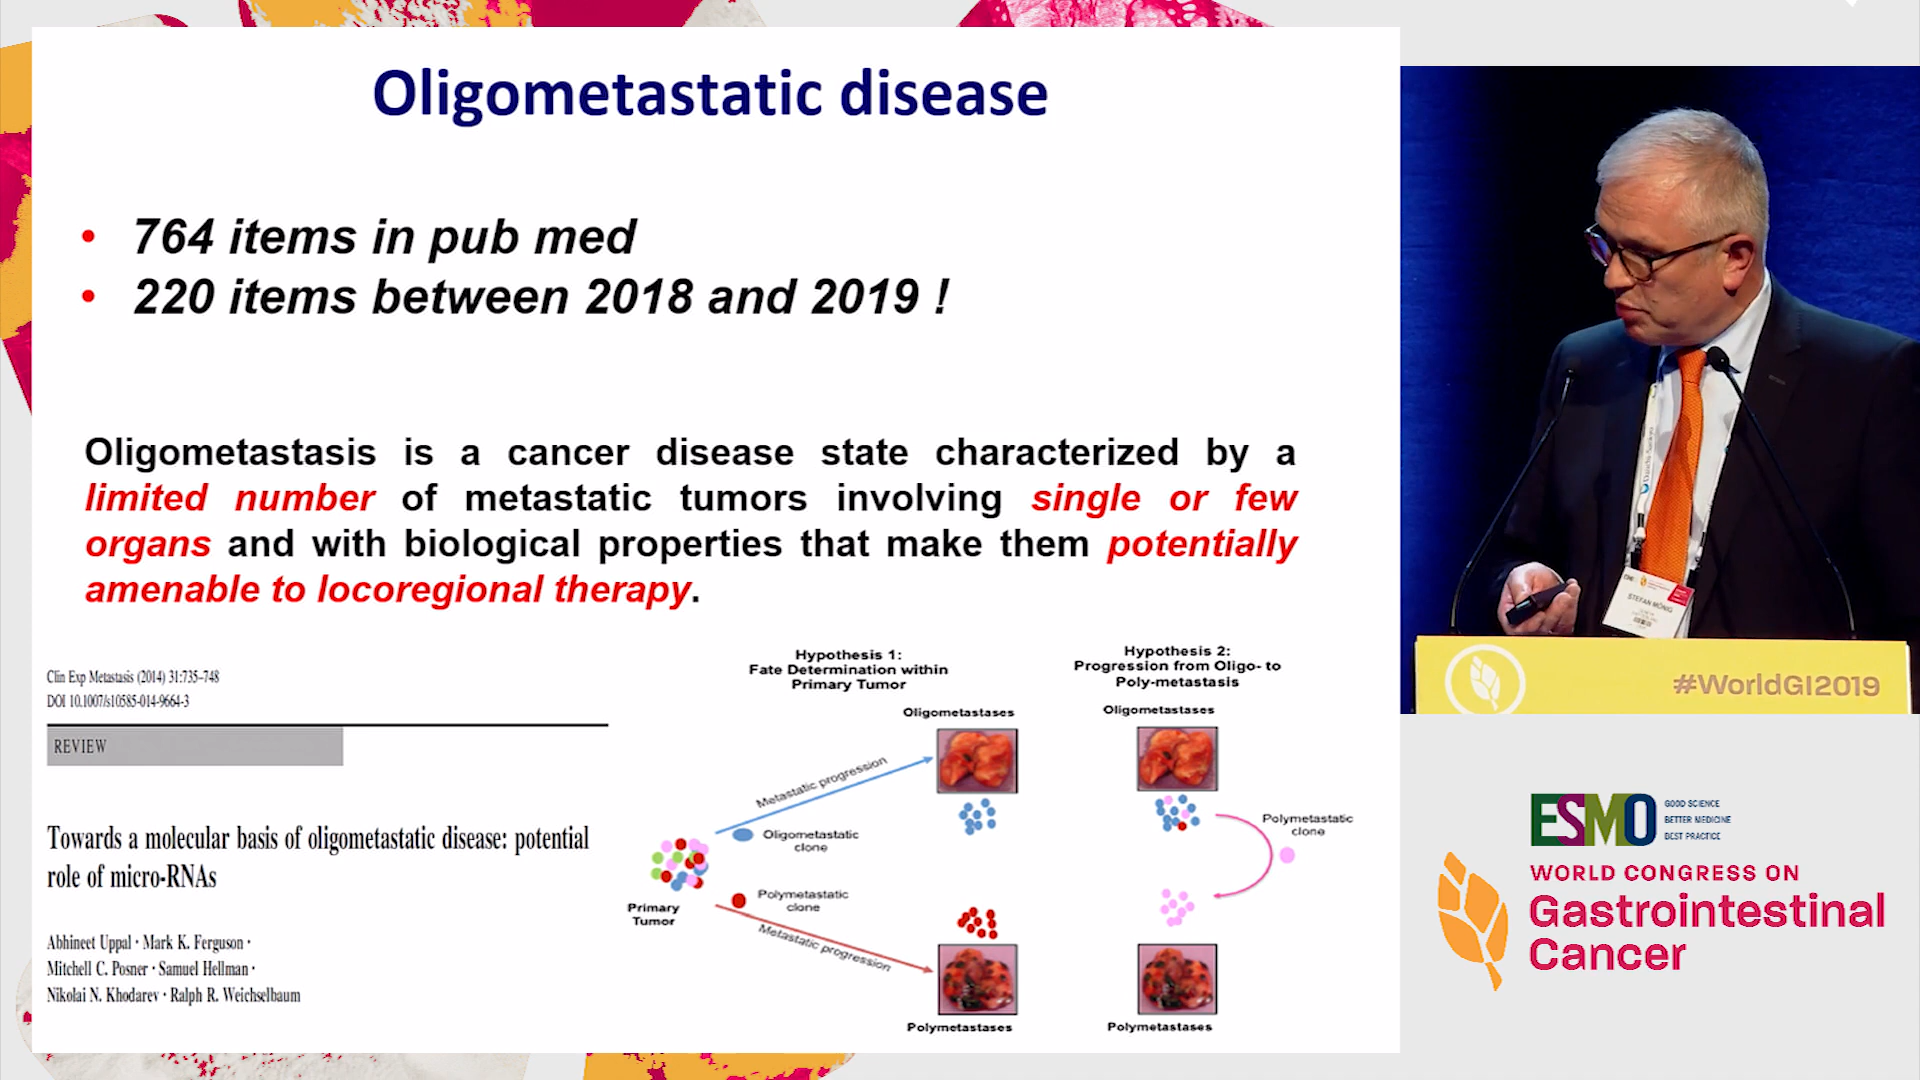 Oligometastatic disease
• 764 items in pub med
• 220 items between 2018 and 2019 !
Oligometastasis is a cancer disease state characterized by a
limited number of metastatic tumors involving single or few
organs and with biological properties that make them potentially
amenable to locoregional therapy.
Clin Exp Metastasis (2014) 31:735–748
DOI 10.1007/s10585-014-9664-3
REVIEW
Towards a molecular basis of oligometastatic disease: potential
role of micro-RNAs
Abhineet Uppal · Mark K. Ferguson ·
Mitchell C. Posner · Samuel Hellman ·
Nikolai N. Khodarev · Ralph R. Weichselbaum
Hypothesis 1:
Fate Determination within
Primary Tumor
Oligometastases
Metastatic progression
Oligometastatic
clone
Primary
Tumor
Polymetastatic
clone
Metastatic progression
Polymetastases
Hypothesis 2:
Progression from Oligo- to
Poly-metastasis
Oligometastases
Polymetastatic
clone
Polymetastases
STEFAN MÖNIG
#WorldGI2019
ESMO
GOOD SCIENCE
BETTER MEDICINE
BEST PRACTICE
WORLD CONGRESS ON
Gastrointestinal
Cancer